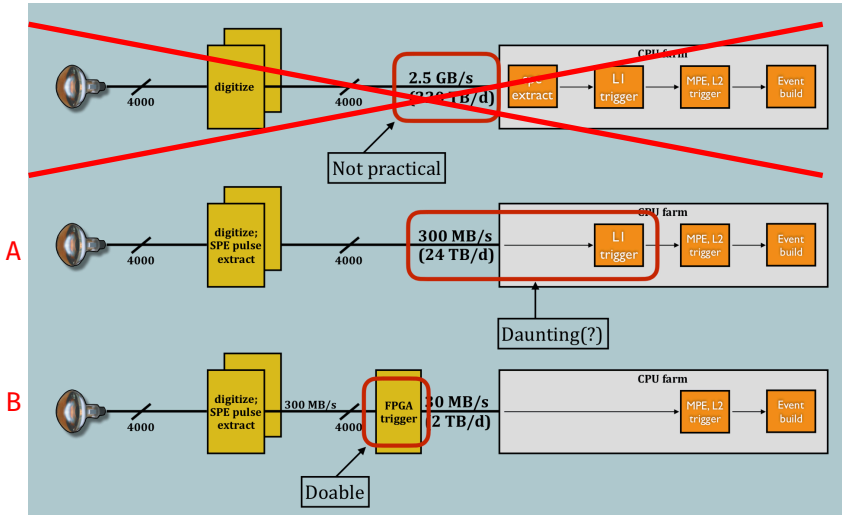 CPU farm
digitize
4000
4000
2.5 GB/s
TB/d)
extract
L1
trigger
MPE, L2
trigger
Event
build
Not practical
A
digitize;
SPE pulse
extract
4000
4000
300 MB/s
(24 TB/d)
CPU farm
L1
trigger
MPE, L2
trigger
Event
build
Daunting(?)
B
digitize;
SPE pulse
extract
4000
300 MB/s
4000
FPGA
trigger
30 MB/s
(2 TB/d)
CPU farm
MPE, L2
trigger
Event
build
Doable